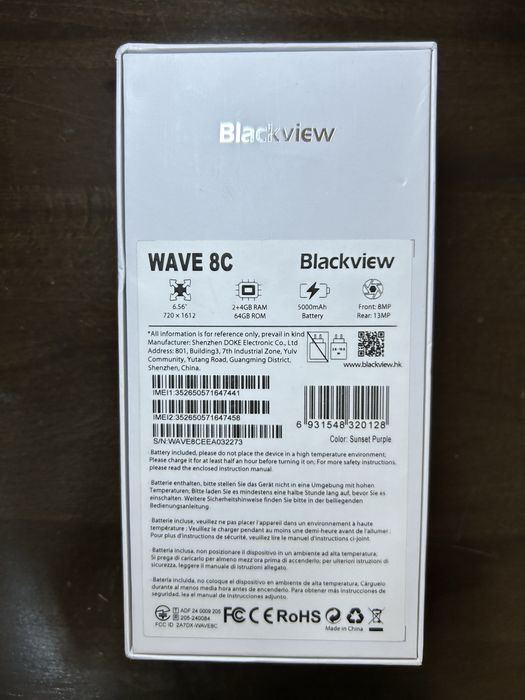 Blackview
WAVE 8C
Blackview
6.56"
720 × 1612
2+4GB RAM
64GB ROM
5000mAh
Battery
Front: 8MP
Rear: 13MP
*All information is for reference only, prevail in kind
Manufacturer: Shenzhen DOKE Electronic Co., Ltd
Address: 801, Building3, 7th Industrial Zone, Yulv
Community, Yutang Road, Guangming District,
Shenzhen, China.
www.blackview.hk
IMEI1:352650571647441
IMEI2:352650571647458
S/N:WAVE8CEEA032273
6 931548 320128
Color: Sunset Purple
·Battery included, please do not place the device in a high temperature environment;
Please charge it for at least half an hour before turning it on; For more safety instructions,
please read the enclosed instruction manual.
·Batterie enthalten, bitte stellen Sie das Gerät nicht in eine Umgebung mit hohen
Temperaturen; Bitte laden Sie es mindestens eine halbe Stunde lang auf, bevor Sie es
einschalten. Weitere Sicherheitshinweise finden Sie in der beiliegenden
Bedienungsanleitung.
·Batterie incluse, veuillez ne pas placer l'appareil dans un environnement à haute
température ; Veuillez le charger pendant au moins une demi-heure avant de l'allumer ;
Pour plus d'instructions de sécurité, veuillez lire le manuel d'instructions ci-joint.
·Batteria inclusa, non posizionare il dispositivo in un ambiente ad alta temperatura,
Si prega di caricarlo per almeno mezz'ora prima di accenderlo; per ulteriori istruzioni di
sicurezza, leggere il manuale di istruzioni allegato.
·Batería incluida, no coloque el dispositivo en ambiente de alta temperatura, Cárguelo
durante al menos media hora antes de encenderlo; Para obtener más instrucciones de
seguridad, lea el manual de instrucciones adjunto.
ADF 24 0009 205
205-240084
FCC ID 2A7DX-WAVE8C
FC CE RoHS
Made in China